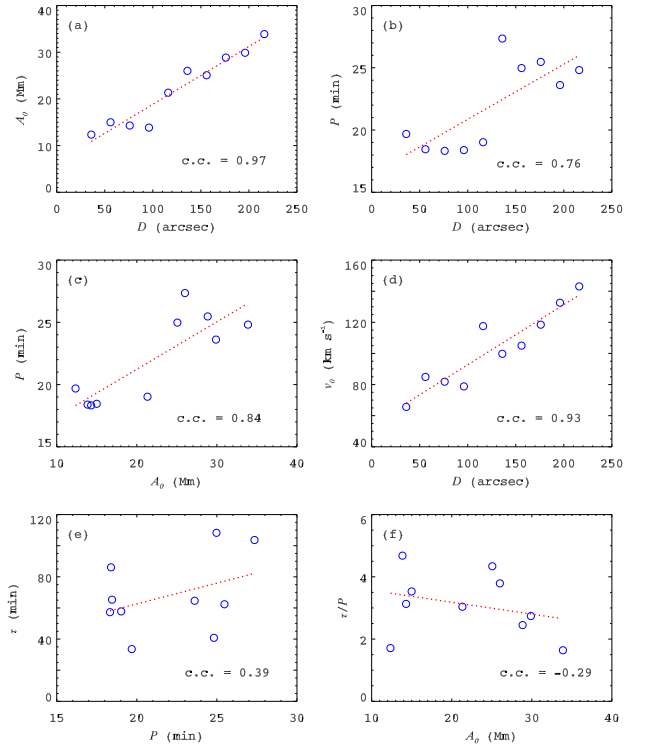 (a)
40
30
20
10
0
A₀ (Mm)
c.c. = 0.97
0 50 100 150 200 250
D (arcsec)
(b)
30
25
20
15
P (min)
c.c. = 0.76
0 50 100 150 200 250
D (arcsec)
(c)
30
25
20
15
P (min)
c.c. = 0.84
10 20 30 40
A₀ (Mm)
(d)
160
120
80
40
v₀ (km s⁻¹)
c.c. = 0.93
0 50 100 150 200 250
D (arcsec)
(e)
120
80
40
0
τ (min)
c.c. = 0.39
15 20 25 30
P (min)
(f)
6
4
2
0
τ/P
c.c. = −0.29
10 20 30 40
A₀ (Mm)